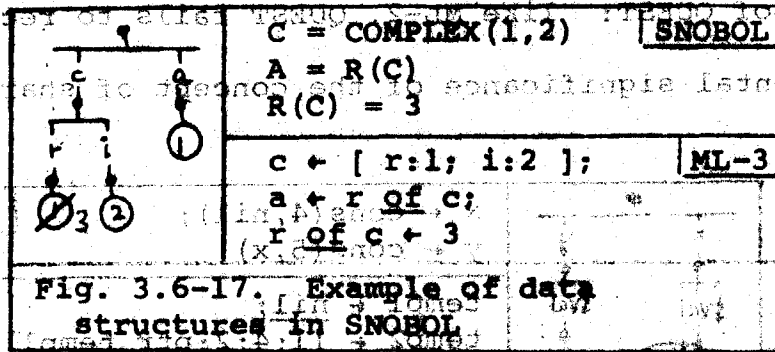 C = COMPLEX(1,2) SNOBOL
A = R(C)
R(C) = 3
c a
r i 1
3 2
c ← [ r:1; i:2 ]; ML-3
a ← r of c;
r of c ← 3
Fig. 3.6-17. Example of data
structures in SNOBOL